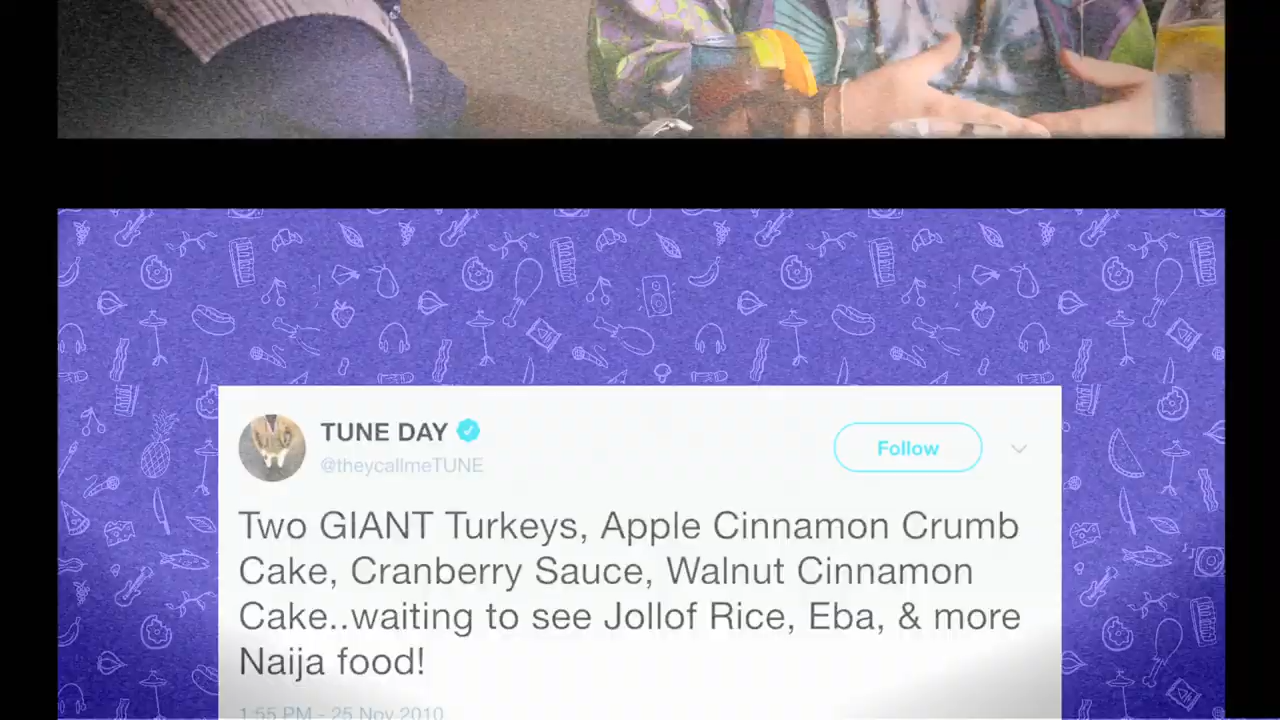 TUNE DAY
Follow
@theycallmeTUNE
Two GIANT Turkeys, Apple Cinnamon Crumb
Cake, Cranberry Sauce, Walnut Cinnamon
Cake..waiting to see Jollof Rice, Eba, & more
Naija food!
1:55 PM - 25 Nov 2010